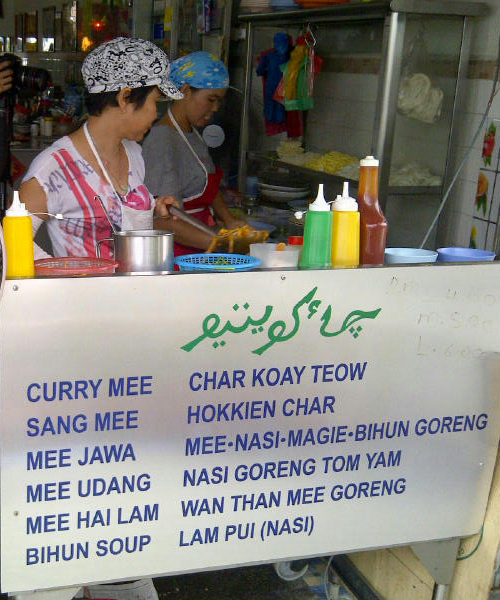 چاءكويتيو
CURRY MEE
SANG MEE
MEE JAWA
MEE UDANG
MEE HAI LAM
BIHUN SOUP
CHAR KOAY TEOW
HOKKIEN CHAR
MEE•NASI•MAGIE•BIHUN GORENG
NASI GORENG TOM YAM
WAN THAN MEE GORENG
LAM PUI (NASI)